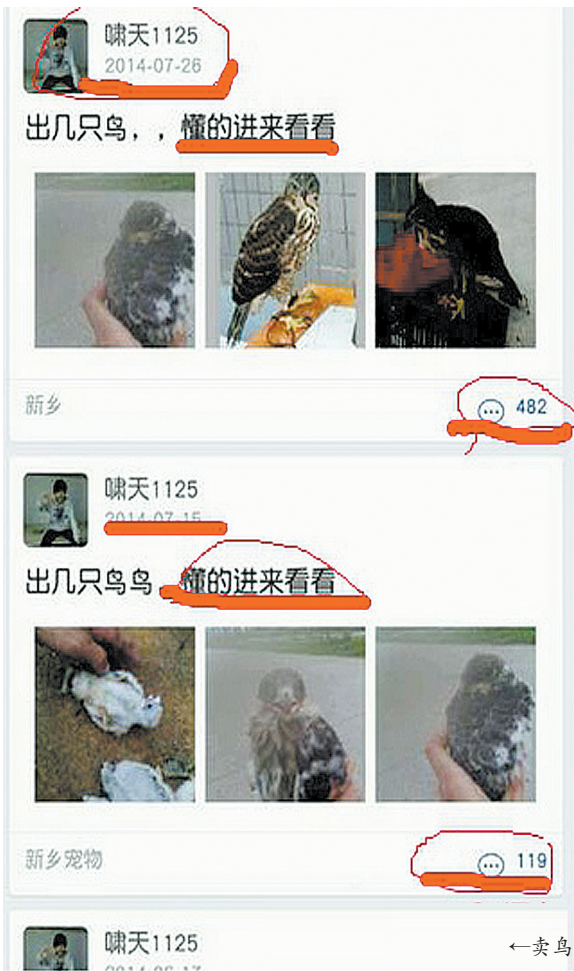 啸天1125
2014-07-26
出几只鸟，，懂的进来看看
新乡
482
啸天1125
2014-07-15
出几只鸟鸟 懂的进来看看
新乡宠物
119
啸天1125
←卖鸟